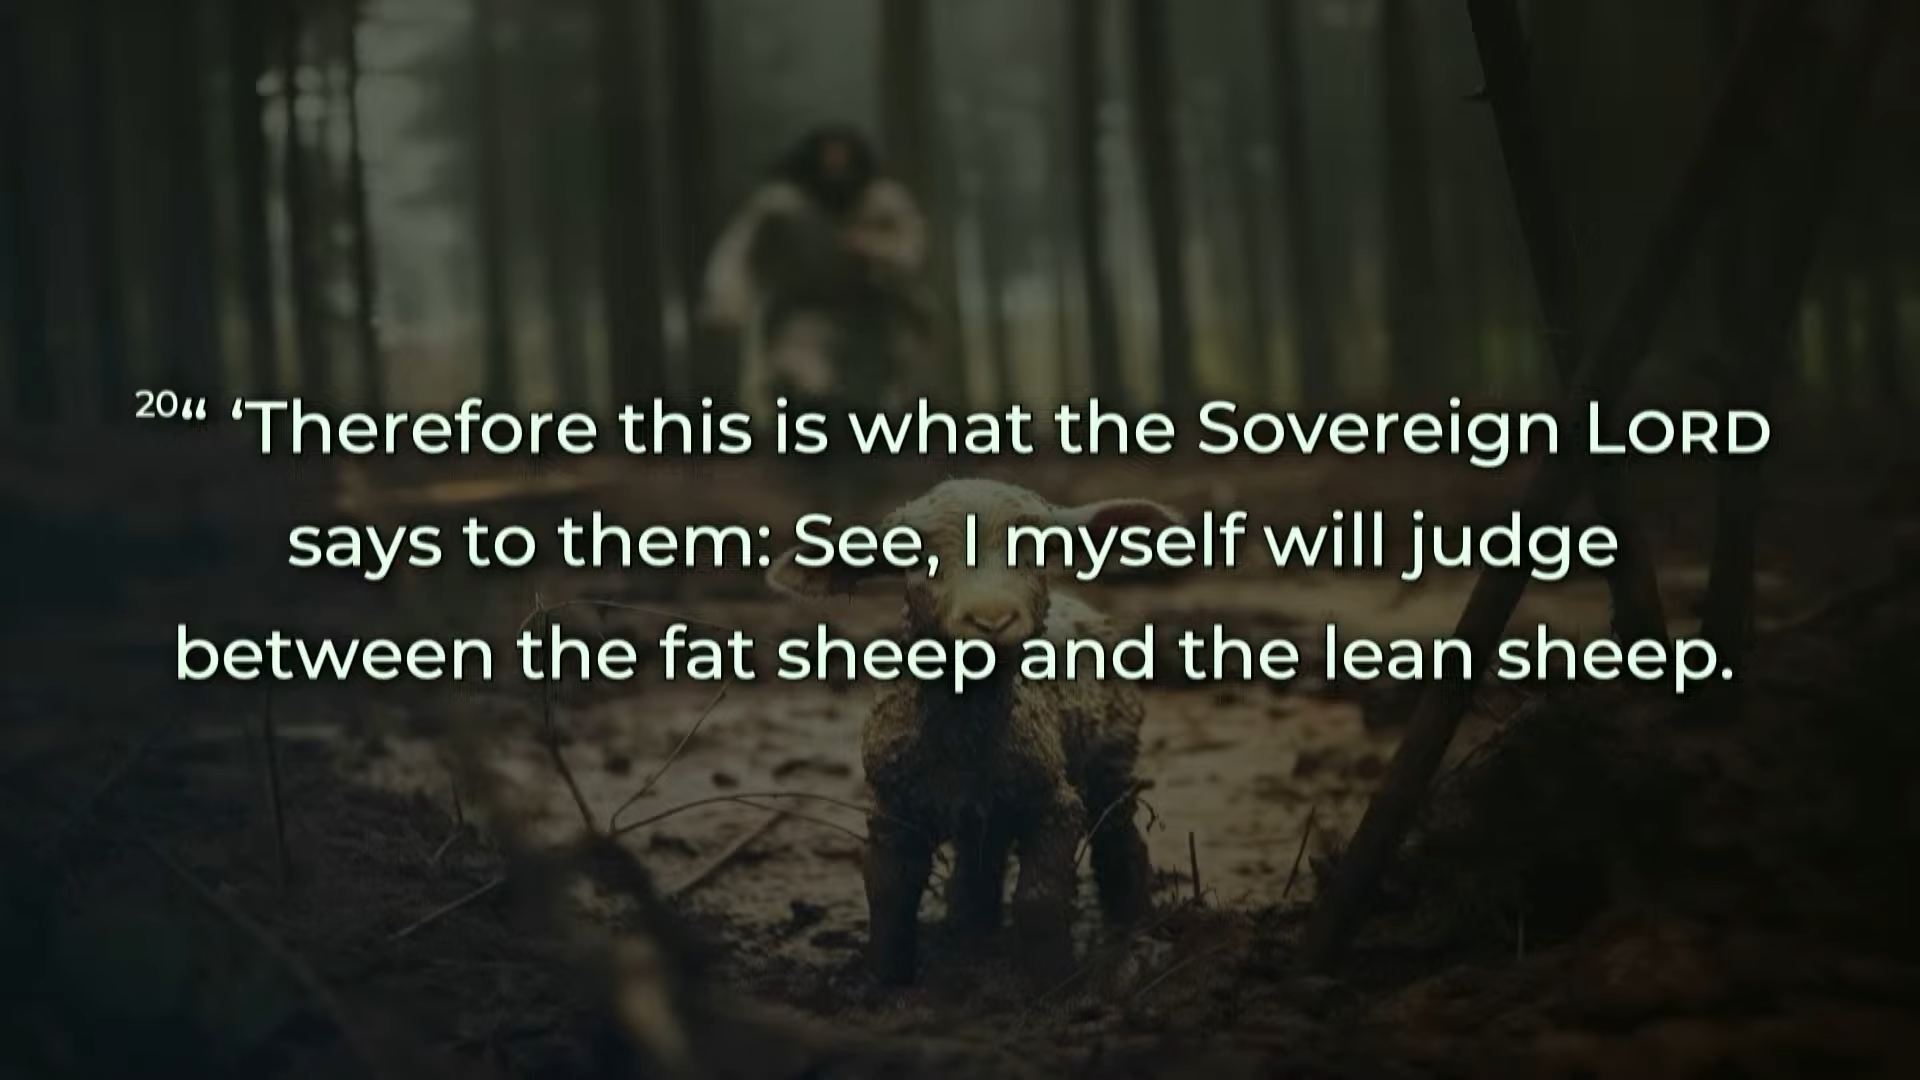 20“ ‘Therefore this is what the Sovereign LORD
says to them: See, I myself will judge
between the fat sheep and the lean sheep.